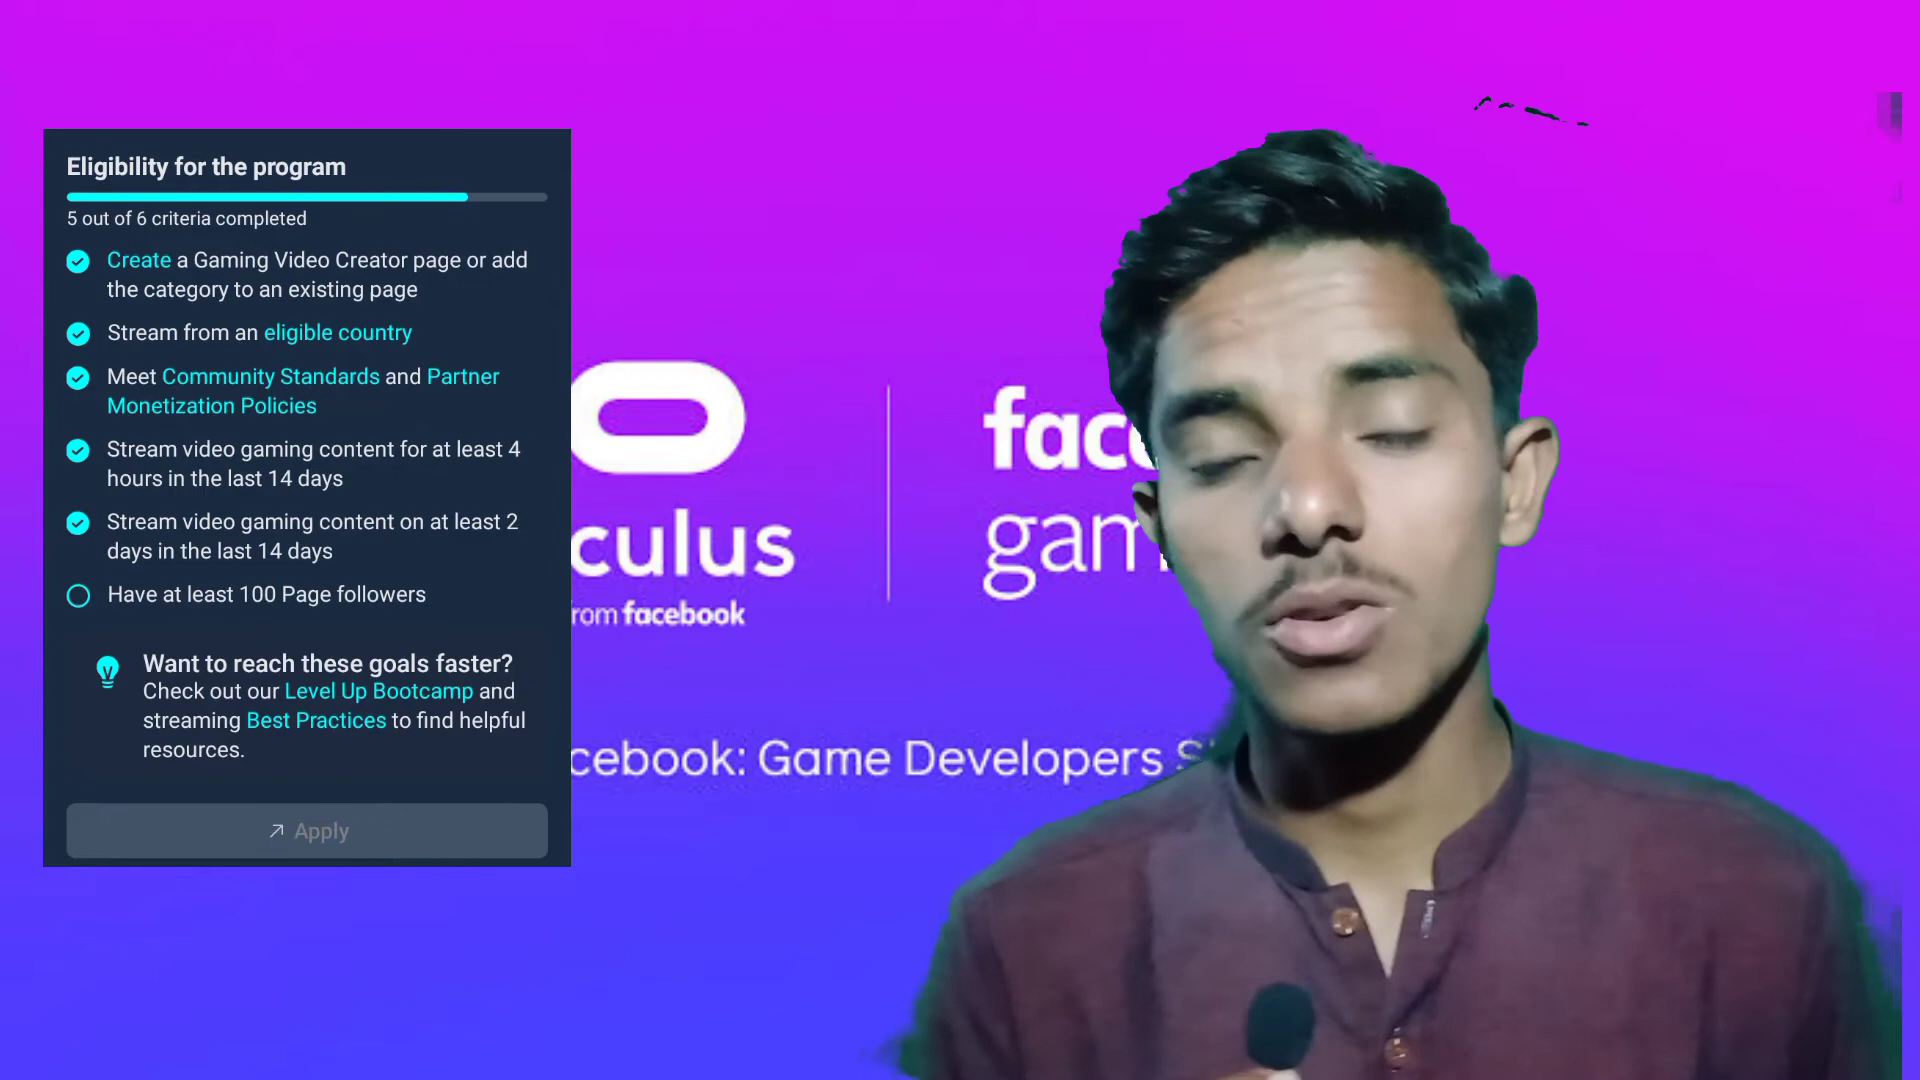 Eligibility for the program
5 out of 6 criteria completed
Create a Gaming Video Creator page or add
the category to an existing page
Stream from an eligible country
Meet Community Standards and Partner
Monetization Policies
Stream video gaming content for at least 4
hours in the last 14 days
Stream video gaming content on at least 2
days in the last 14 days
Have at least 100 Page followers
Want to reach these goals faster?
Check out our Level Up Bootcamp and
streaming Best Practices to find helpful
resources.
Apply
culus
rom facebook
fac
gam
cebook: Game Developers S